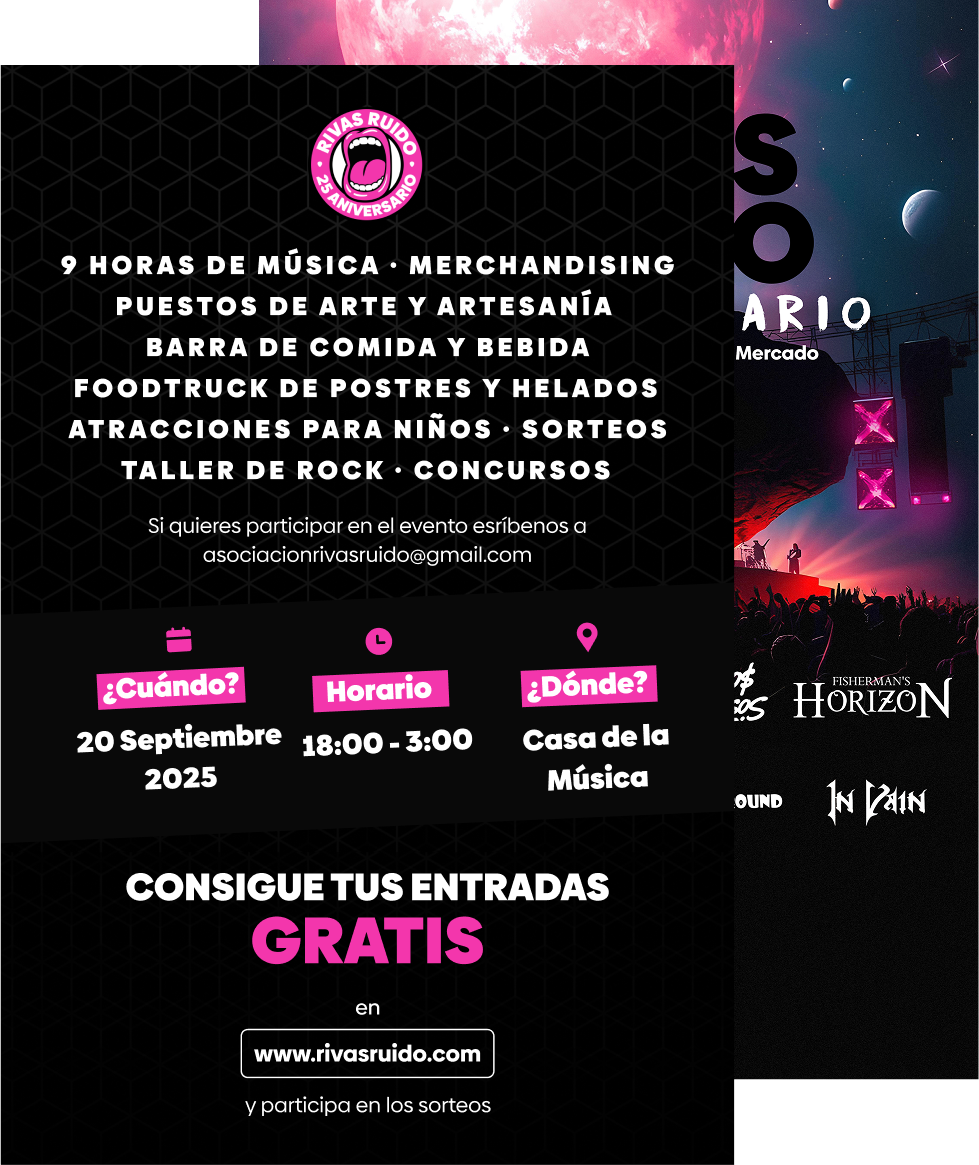 RIVAS RUIDO
25 ANIVERSARIO
9 HORAS DE MÚSICA · MERCHANDISING
PUESTOS DE ARTE Y ARTESANÍA
BARRA DE COMIDA Y BEBIDA
FOODTRUCK DE POSTRES Y HELADOS
ATRACCIONES PARA NIÑOS · SORTEOS
TALLER DE ROCK · CONCURSOS
Si quieres participar en el evento esríbenos a
asociacionrivasruido@gmail.com
¿Cuándo?
20 Septiembre
2025
Horario
18:00 - 3:00
¿Dónde?
Casa de la
Música
CONSIGUE TUS ENTRADAS
GRATIS
en
www.rivasruido.com
y participa en los sorteos
S
O
ARIO
Mercado
FISHERMAN'S
HORIZON
OUND
IN VAIN